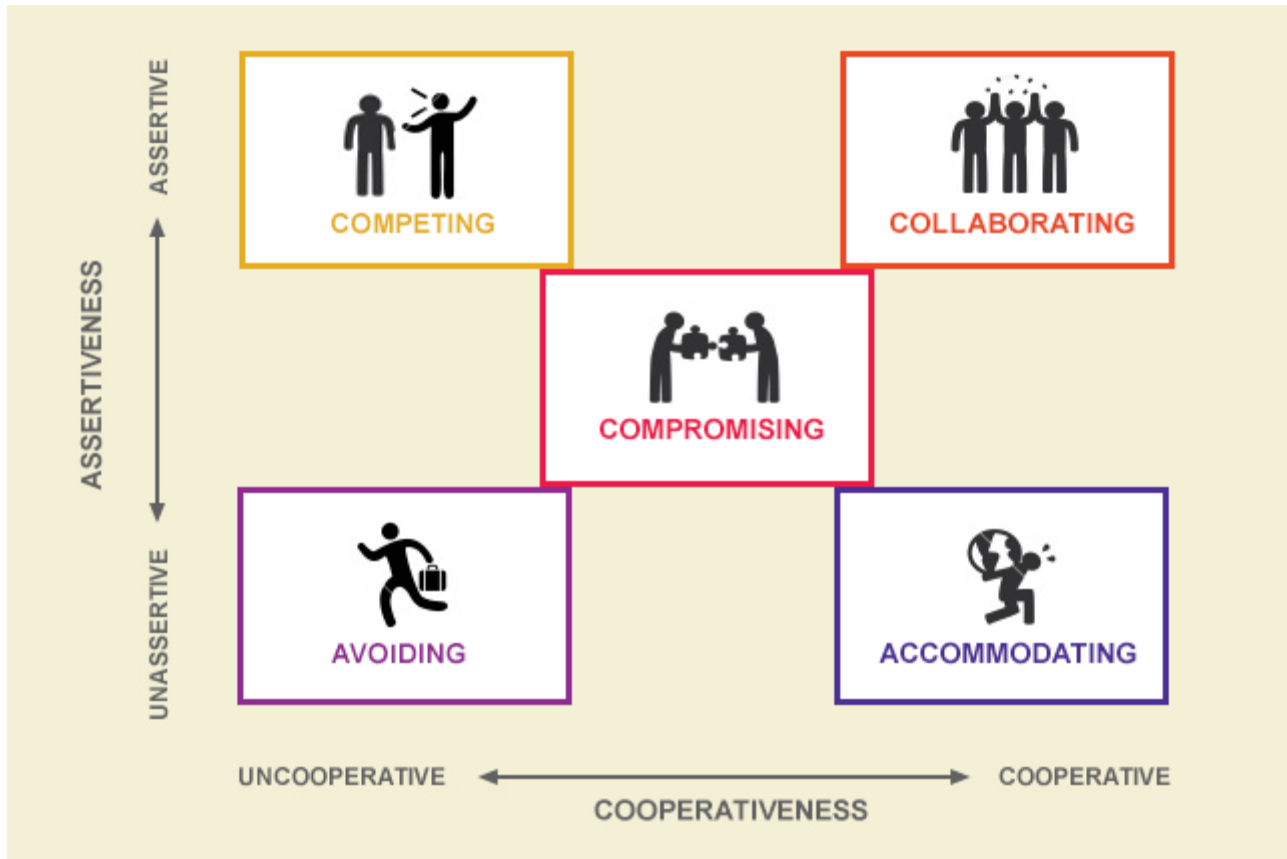 ASSERTIVE
COMPETING
COLLABORATING
ASSERTIVENESS
COMPROMISING
UNASSERTIVE
AVOIDING
ACCOMMODATING
UNCOOPERATIVE
COOPERATIVE
COOPERATIVENESS